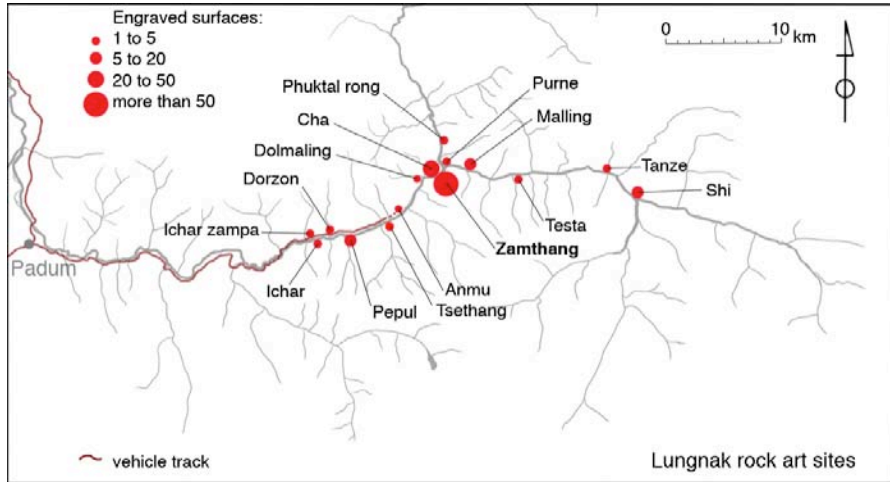 Engraved surfaces:
1 to 5
5 to 20
20 to 50
more than 50
0 10
km
Phuktal rong
Purne
Cha
Malling
Dolmaling
Dorzon
Tanze
Shi
Ichar zampa
Testa
Zamthang
Padum
Ichar
Anmu
Tsethang
Pepul
vehicle track
Lungnak rock art sites